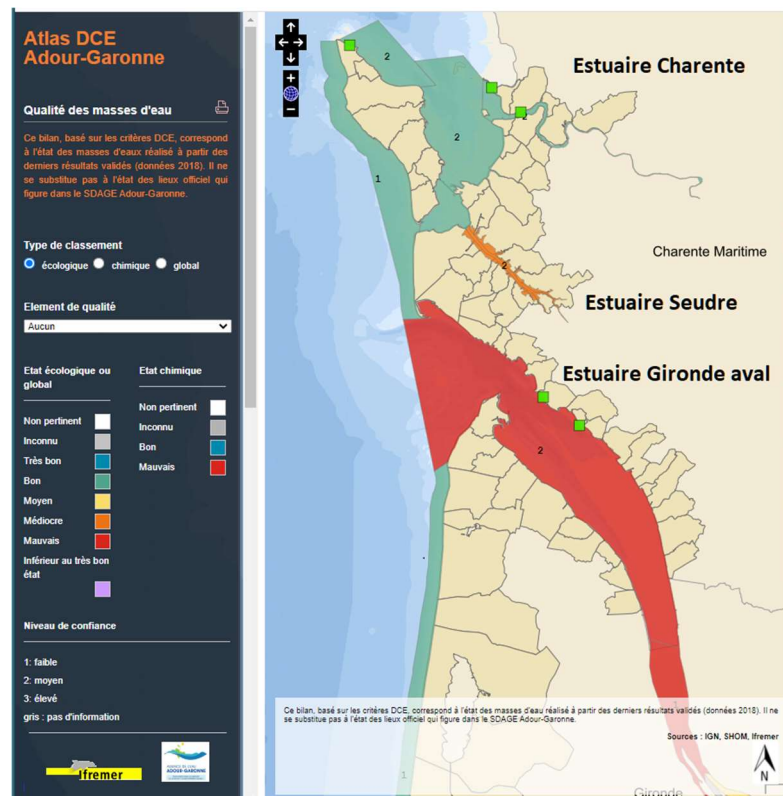 Atlas DCE
Adour-Garonne
Qualité des masses d'eau
Ce bilan, basé sur les critères DCE, correspond
à l'état des masses d'eaux réalisé à partir des
derniers résultats validés (données 2018). Il ne
se substitue pas à l'état des lieux officiel qui
figure dans le SDAGE Adour-Garonne.
Type de classement
écologique chimique global
Element de qualité
Aucun
Etat écologique ou
global
Non pertinent
Inconnu
Très bon
Bon
Moyen
Médiocre
Mauvais
Inférieur au très bon
état
Etat chimique
Non pertinent
Inconnu
Bon
Mauvais
Niveau de confiance
1: faible
2: moyen
3: élevé
gris : pas d'information
Ifremer
ADOUR-GARONNE
2
Estuaire Charente
2
2
1
Charente Maritime
2
Estuaire Seudre
Estuaire Gironde aval
2
Ce bilan, basé sur les critères DCE, correspond à l'état des masses d'eau réalisé à partir des derniers résultats validés (données 2018). Il ne
se substitue pas à l'état des lieux officiel qui figure dans le SDAGE Adour-Garonne.
Sources : IGN, SHOM, Ifremer
1
N
Gironde